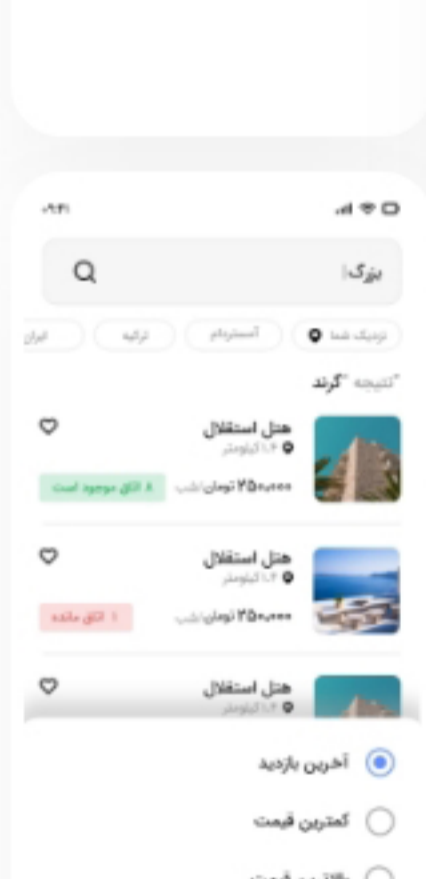 ۰۹:۴۱
بزرگ
نزدیک شما
آمستردام
ترکیه
ایران
"نتیجه "گرند
هتل استقلال
۱.۴ کیلومتر
۲۵۰,۰۰۰ تومان/شب
۸ اتاق موجود است
هتل استقلال
۱.۴ کیلومتر
۲۵۰,۰۰۰ تومان/شب
۱ اتاق مانده
هتل استقلال
۱.۴ کیلومتر
آخرین بازدید
کمترین قیمت